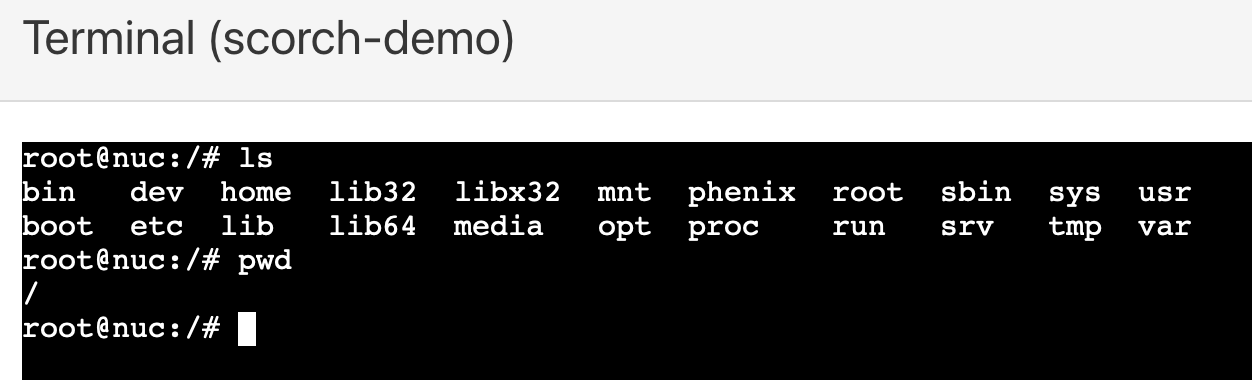 Terminal (scorch-demo)
root@nuc:/# ls
bin   dev  home  lib32  libx32  mnt  phenix  root  sbin  sys  usr
boot  etc  lib   lib64  media   opt  proc    run   srv   tmp  var
root@nuc:/# pwd
/
root@nuc:/#